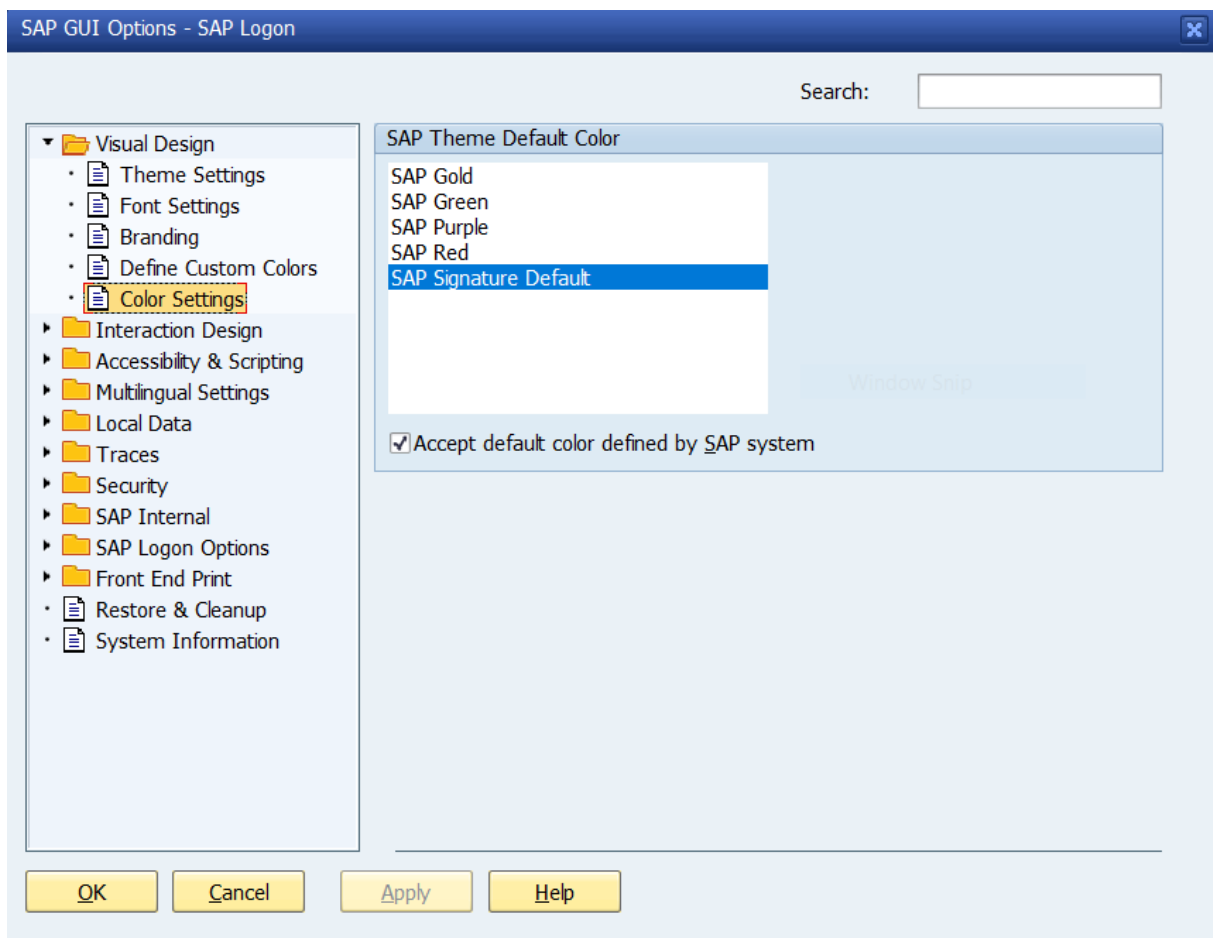 SAP GUI Options - SAP Logon
Search:
Visual Design
Theme Settings
Font Settings
Branding
Define Custom Colors
Color Settings
Interaction Design
Accessibility & Scripting
Multilingual Settings
Local Data
Traces
Security
SAP Internal
SAP Logon Options
Front End Print
Restore & Cleanup
System Information
SAP Theme Default Color
SAP Gold
SAP Green
SAP Purple
SAP Red
SAP Signature Default
Window Snip
Accept default color defined by SAP system
OK Cancel Apply Help